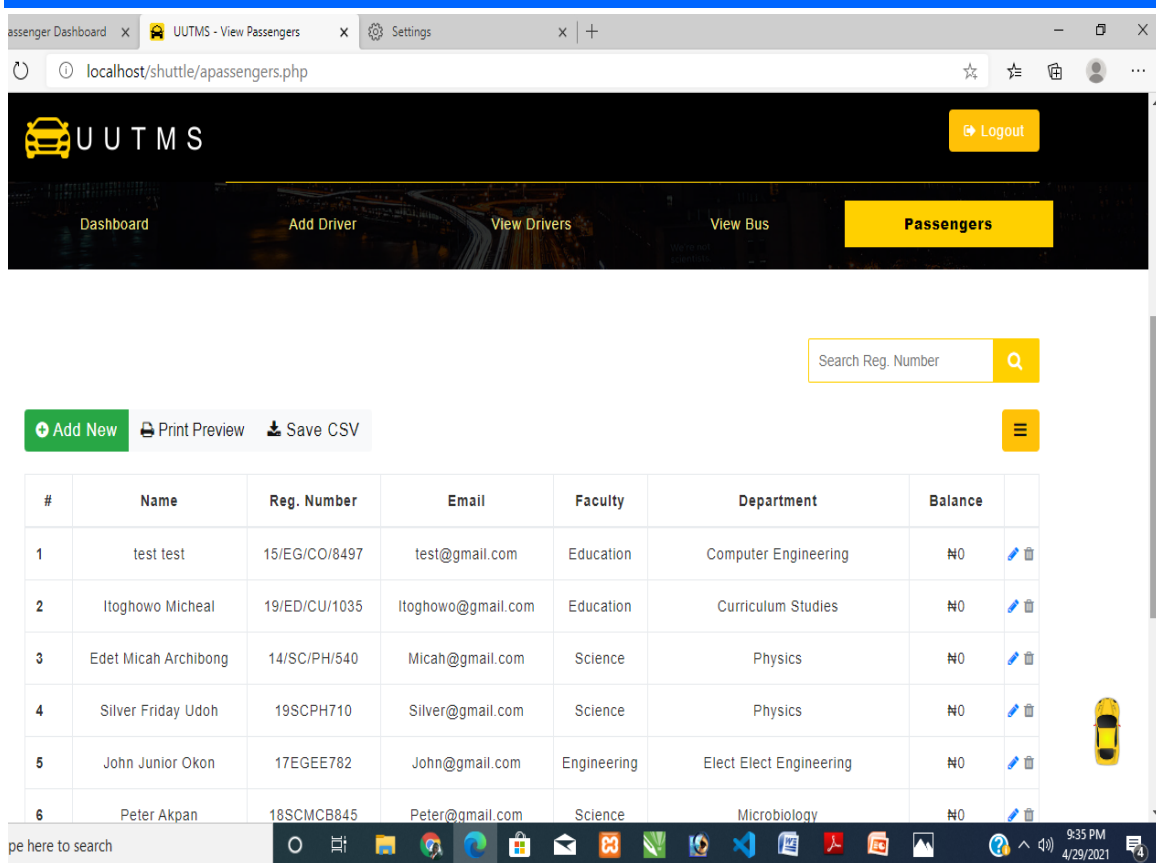 assenger Dashboard UUTMS - View Passengers Settings
localhost/shuttle/apassengers.php
UUTMS Logout
Dashboard Add Driver View Drivers View Bus Passengers
We're not
scientists
Search Reg. Number
Add New Print Preview Save CSV
# Name Reg. Number Email Faculty Department Balance
1 test test 15/EG/CO/8497 test@gmail.com Education Computer Engineering ₦0
2 Itoghowo Micheal 19/ED/CU/1035 Itoghowo@gmail.com Education Curriculum Studies ₦0
3 Edet Micah Archibong 14/SC/PH/540 Micah@gmail.com Science Physics ₦0
4 Silver Friday Udoh 19SCPH710 Silver@gmail.com Science Physics ₦0
5 John Junior Okon 17EGEE782 John@gmail.com Engineering Elect Elect Engineering ₦0
6 Peter Akpan 18SCMCB845 Peter@gmail.com Science Microbiology ₦0
pe here to search 9:35 PM
4/29/2021 4